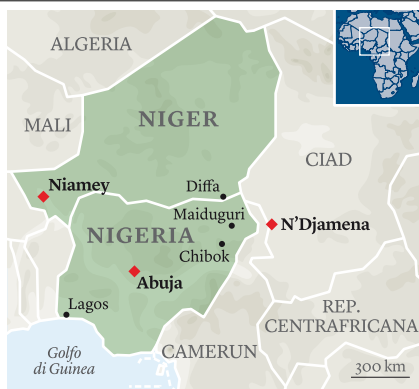 ALGERIA
MALI
NIGER
CIAD
Niamey
Diffa
Maiduguri
NIGERIA
N'Djamena
Chibok
Abuja
Lagos
REP.
CENTRAFRICANA
Golfo
di Guinea
CAMERUN
300 km